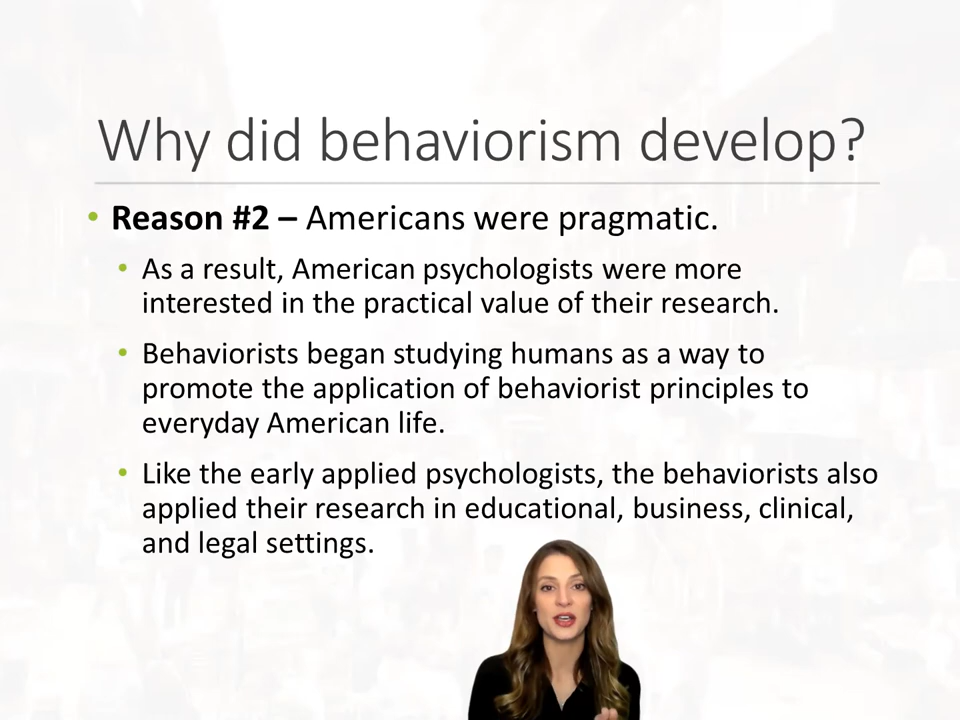 Why did behaviorism develop?
• Reason #2 – Americans were pragmatic.
• As a result, American psychologists were more
interested in the practical value of their research.
• Behaviorists began studying humans as a way to
promote the application of behaviorist principles to
everyday American life.
• Like the early applied psychologists, the behaviorists also
applied their research in educational, business, clinical,
and legal settings.